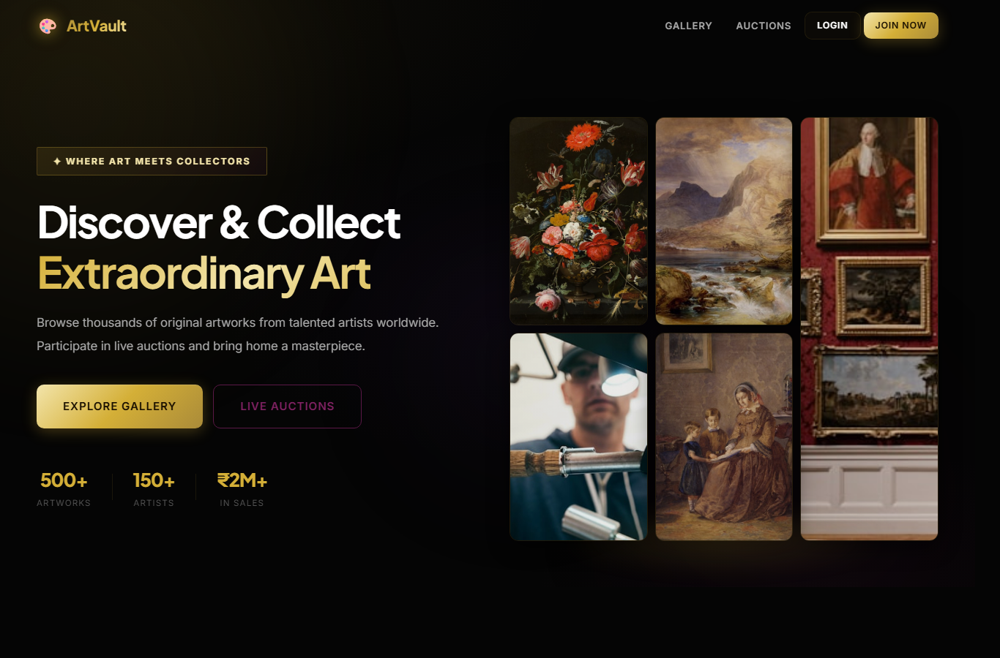 ArtVault
GALLERY
AUCTIONS
LOGIN
JOIN NOW
✦ WHERE ART MEETS COLLECTORS
Discover & Collect
Extraordinary Art
Browse thousands of original artworks from talented artists worldwide.
Participate in live auctions and bring home a masterpiece.
EXPLORE GALLERY
LIVE AUCTIONS
500+
ARTWORKS
150+
ARTISTS
₹2M+
IN SALES